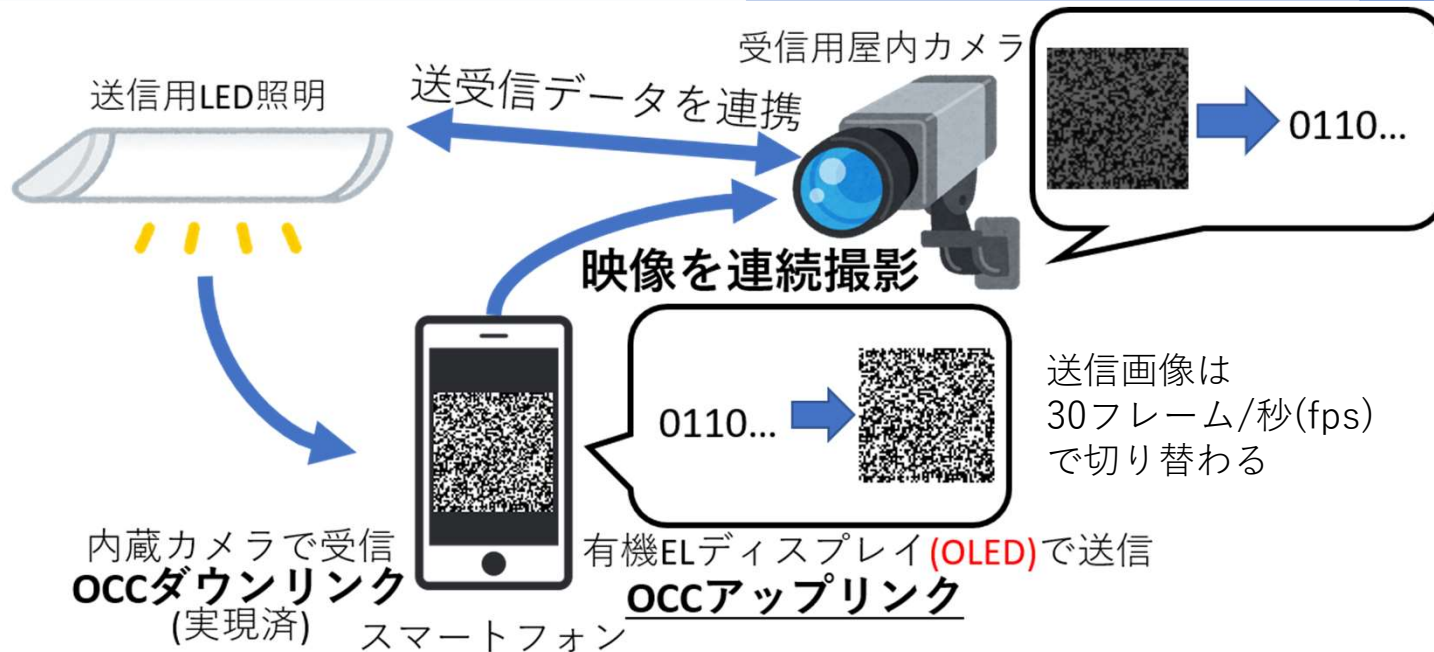 受信用屋内カメラ
送信用LED照明
送受信データを連携
0110...
映像を連続撮影
0110...
送信画像は
30フレーム/秒(fps)
で切り替わる
内蔵カメラで受信
OCCダウンリンク
(実現済)
有機ELディスプレイ(OLED)で送信
OCCアップリンク
スマートフォン